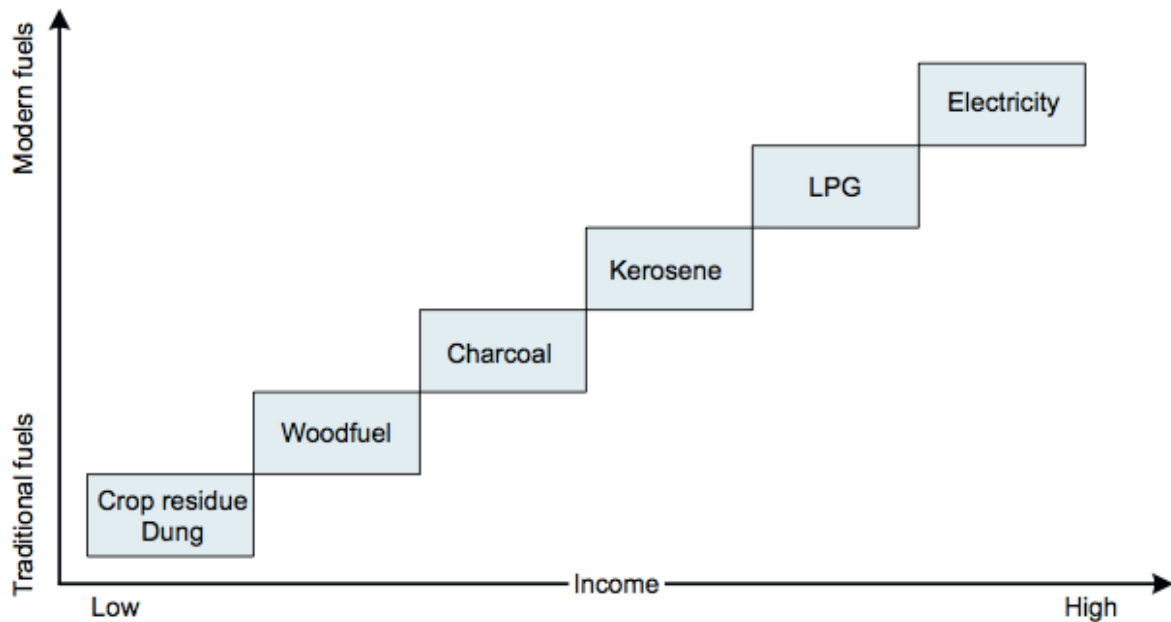 Modern fuels
Electricity
LPG
Kerosene
Charcoal
Woodfuel
Traditional fuels
Crop residue
Dung
Income
Low
High